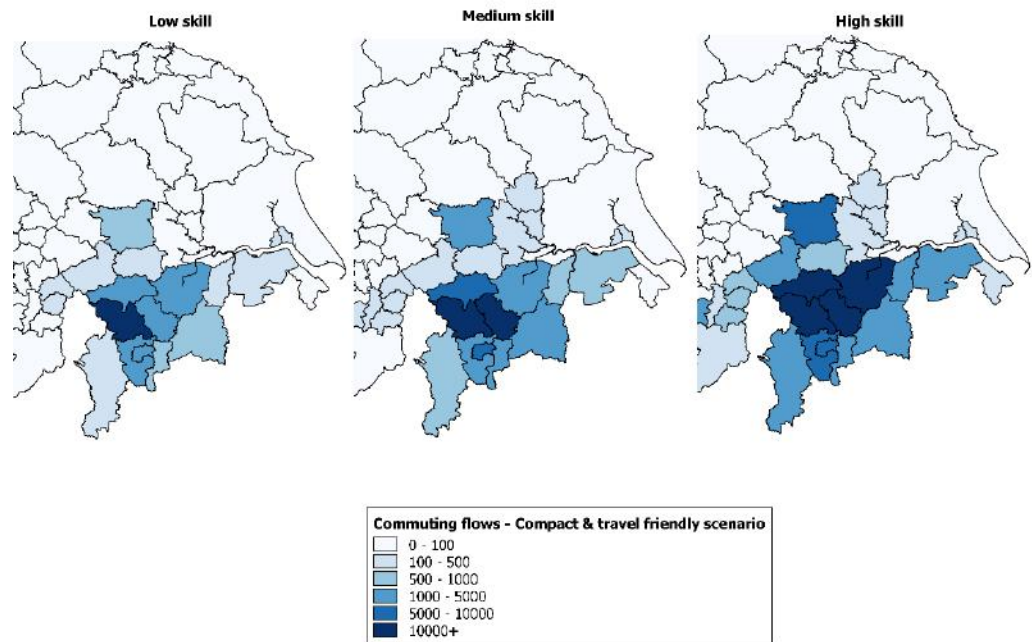 Low skill
Medium skill
High skill
Commuting flows - Compact & travel friendly scenario
0 - 100
100 - 500
500 - 1000
1000 - 5000
5000 - 10000
10000+